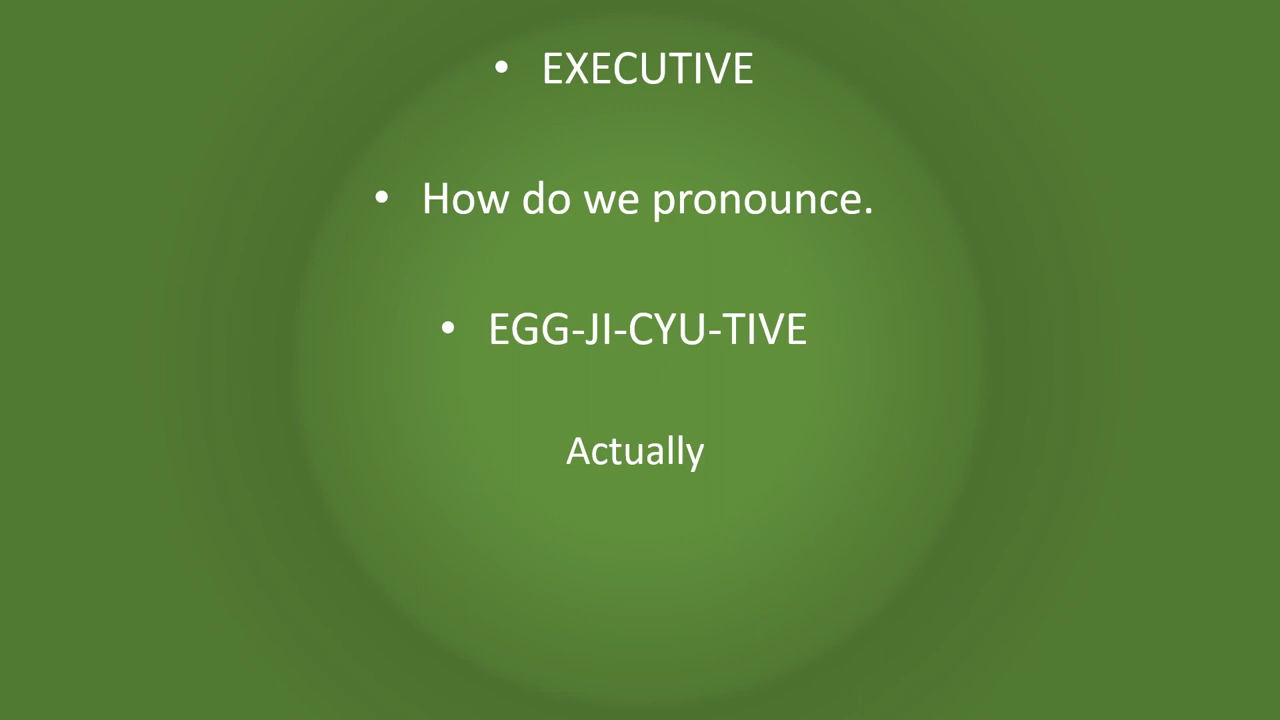 • EXECUTIVE
• How do we pronounce.
• EGG-JI-CYU-TIVE
Actually